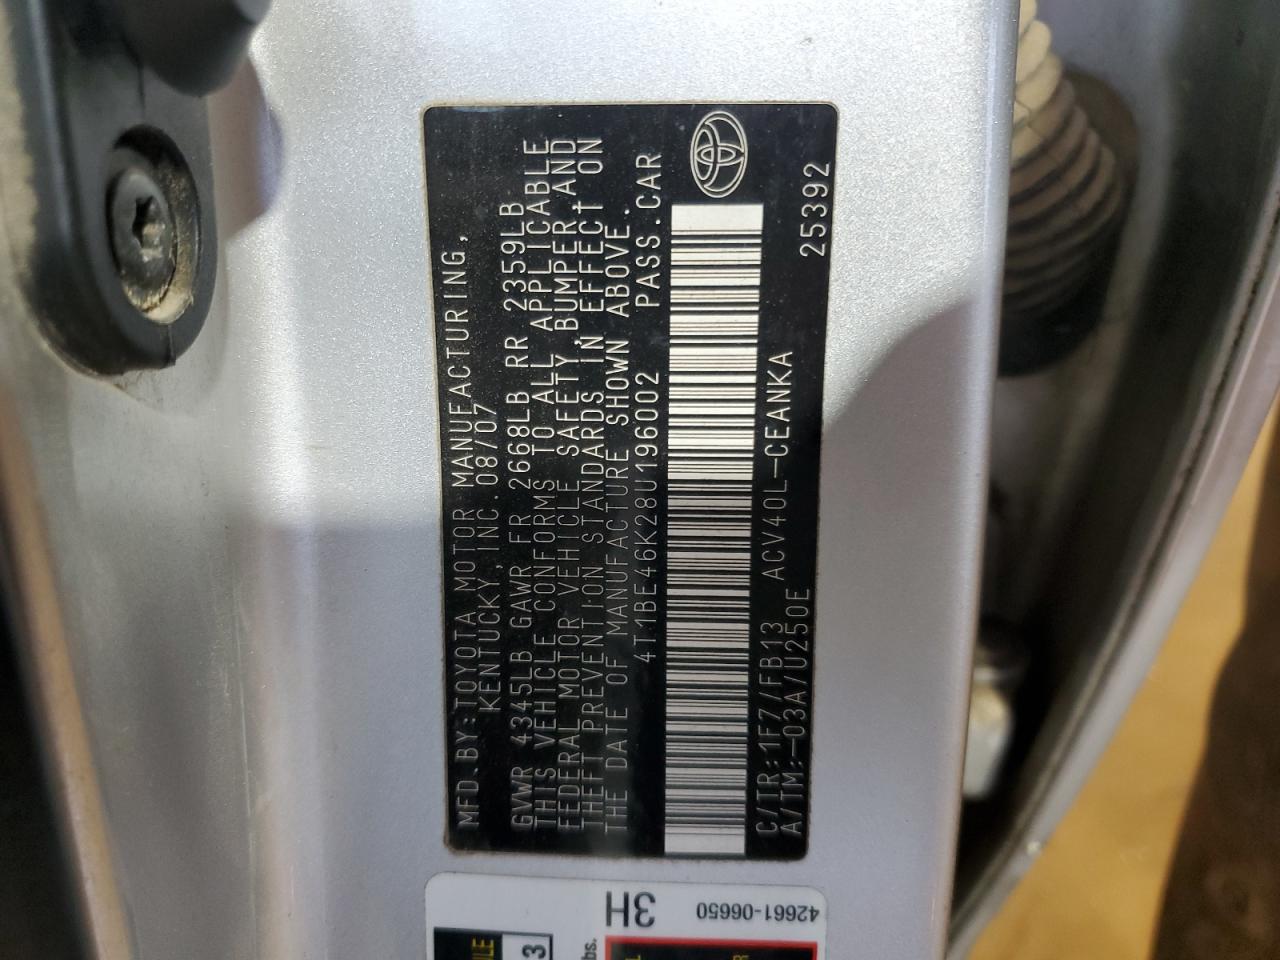 MFD. BY: TOYOTA MOTOR MANUFACTURING,
KENTUCKY, INC. 08/07
GVWR 4345LB GAWR FR 2668LB RR 2359LB
THIS VEHICLE CONFORMS TO ALL APPLICABLE
FEDERAL MOTOR VEHICLE SAFETY, BUMPER, AND
THEFT PREVENTION STANDARDS IN EFFECT ON
THE DATE OF MANUFACTURE SHOWN ABOVE.
4T1BE46K28U196002 PASS. CAR
C/TR: 1F7/FB13 ACV40L-CEANKA
A/TM: -03A/U250E 25392
3H
42661-06650
3